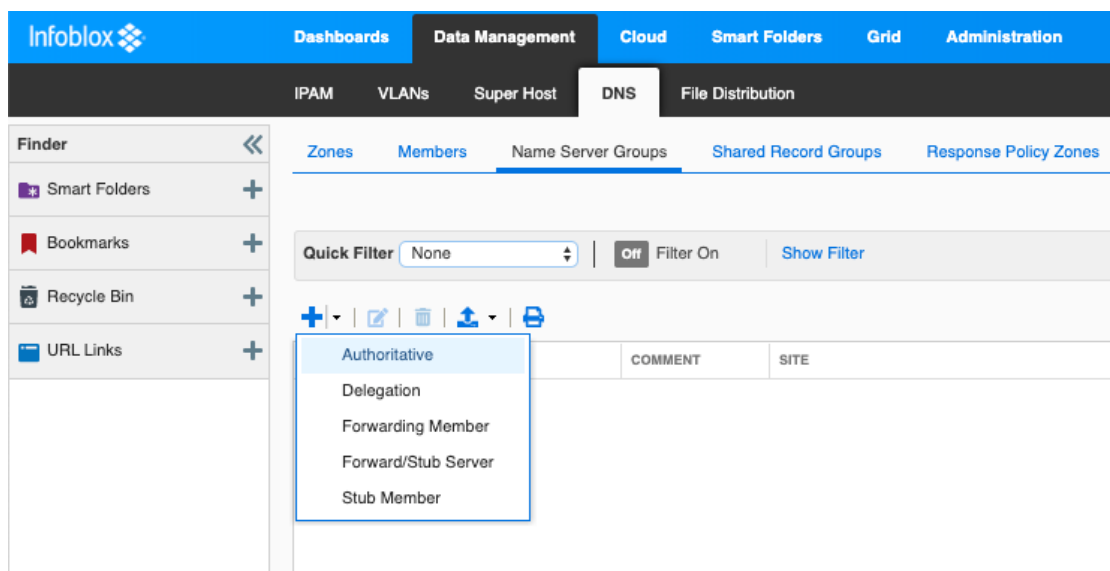 Infoblox
Dashboards Data Management Cloud Smart Folders Grid Administration
IPAM VLANs Super Host DNS File Distribution
Finder
Zones Members Name Server Groups Shared Record Groups Response Policy Zones
Smart Folders
Bookmarks
Quick Filter None Off Filter On Show Filter
Recycle Bin
URL Links
Authoritative
COMMENT SITE
Delegation
Forwarding Member
Forward/Stub Server
Stub Member